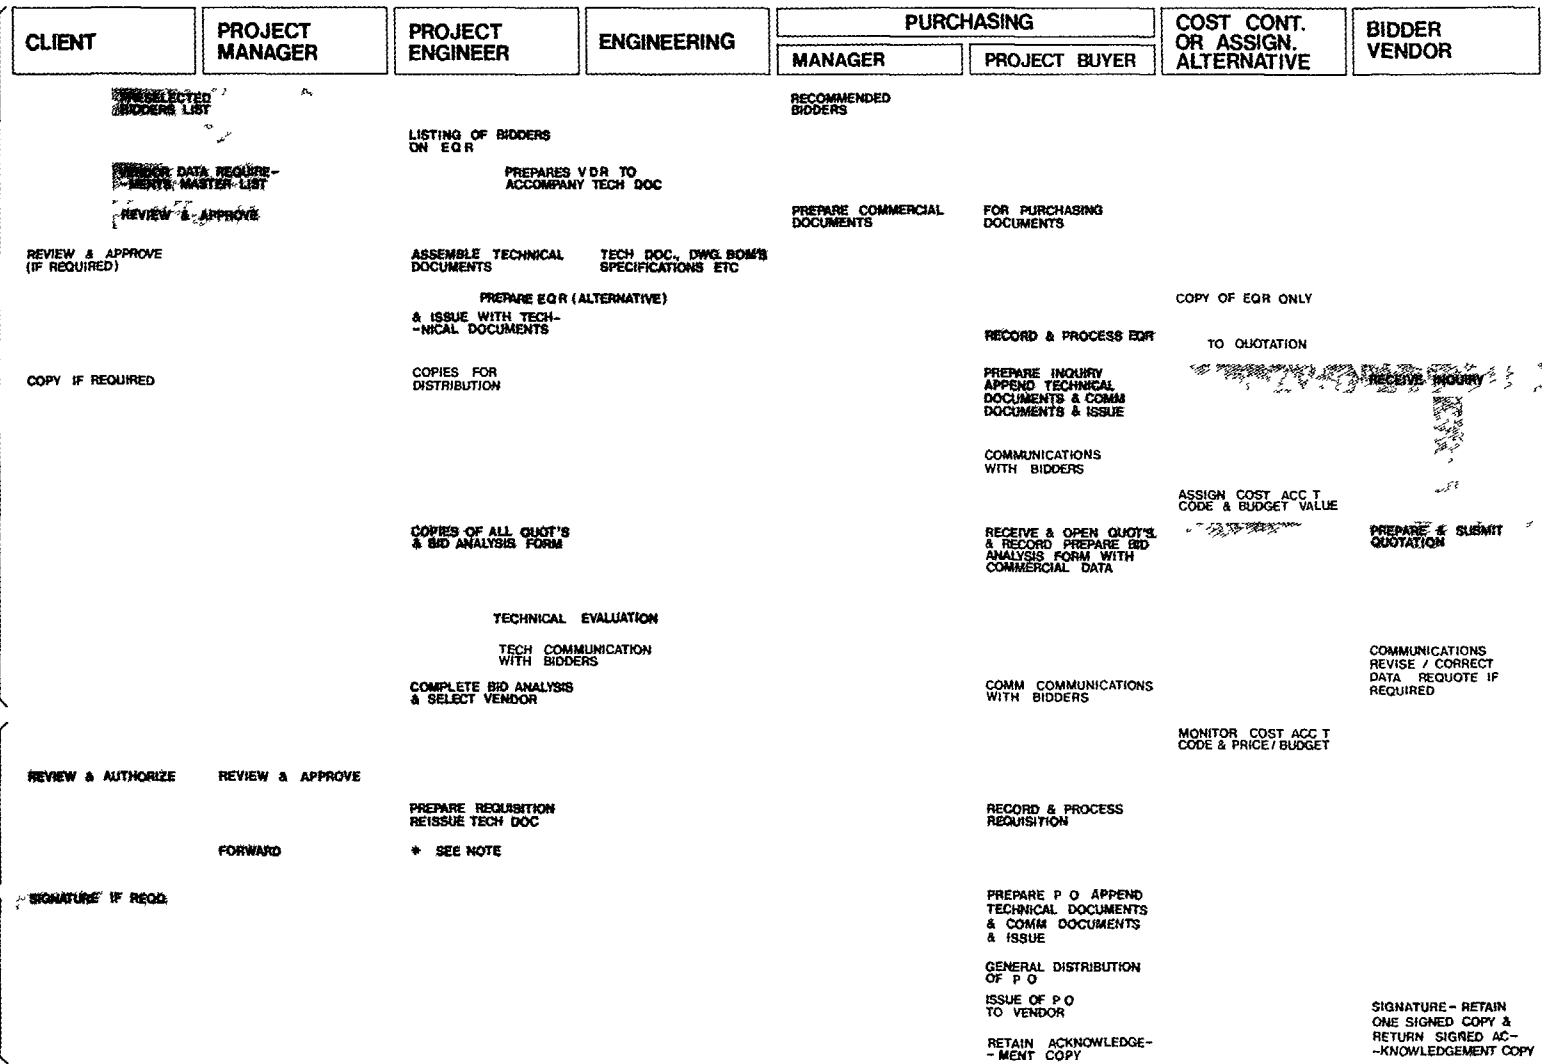 CLIENT
PROJECT
MANAGER
PROJECT
ENGINEER
ENGINEERING
PURCHASING
MANAGER
PROJECT BUYER
COST CONT.
OR ASSIGN.
ALTERNATIVE
BIDDER
VENDOR
PRESELECTED
BIDDERS LIST
RECOMMENDED
BIDDERS
LISTING OF BIDDERS
ON EQR
VENDOR DATA REQUIRE-
-MENTS MASTER LIST
PREPARES VDR TO
ACCOMPANY TECH DOC
REVIEW & APPROVE
PREPARE COMMERCIAL
DOCUMENTS
FOR PURCHASING
DOCUMENTS
REVIEW & APPROVE
(IF REQUIRED)
ASSEMBLE TECHNICAL
DOCUMENTS
TECH DOC., DWG. BOM'S
SPECIFICATIONS ETC
PREPARE EQR (ALTERNATIVE)
& ISSUE WITH TECH-
-NICAL DOCUMENTS
COPY OF EQR ONLY
RECORD & PROCESS EQR
TO QUOTATION
COPY IF REQUIRED
COPIES FOR
DISTRIBUTION
PREPARE INQUIRY
APPEND TECHNICAL
DOCUMENTS & COMM
DOCUMENTS & ISSUE
RECEIVE INQUIRY
COMMUNICATIONS
WITH BIDDERS
ASSIGN COST ACC T
CODE & BUDGET VALUE
COPIES OF ALL QUOT'S
& BID ANALYSIS FORM
RECEIVE & OPEN QUOT'S.
& RECORD PREPARE BID
ANALYSIS FORM WITH
COMMERCIAL DATA
PREPARE & SUBMIT
QUOTATION
TECHNICAL EVALUATION
TECH COMMUNICATION
WITH BIDDERS
COMMUNICATIONS
REVISE / CORRECT
DATA REQUOTE IF
REQUIRED
COMPLETE BID ANALYSIS
& SELECT VENDOR
COMM COMMUNICATIONS
WITH BIDDERS
MONITOR COST ACC T
CODE & PRICE/BUDGET
REVIEW & AUTHORIZE
REVIEW & APPROVE
PREPARE REQUISITION
REISSUE TECH DOC
RECORD & PROCESS
REQUISITION
FORWARD
* SEE NOTE
SIGNATURE IF REQD.
PREPARE P O APPEND
TECHNICAL DOCUMENTS
& COMM DOCUMENTS
& ISSUE
GENERAL DISTRIBUTION
OF P O
ISSUE OF P O
TO VENDOR
RETAIN ACKNOWLEDGE-
-MENT COPY
SIGNATURE - RETAIN
ONE SIGNED COPY &
RETURN SIGNED AC-
-KNOWLEDGEMENT COPY